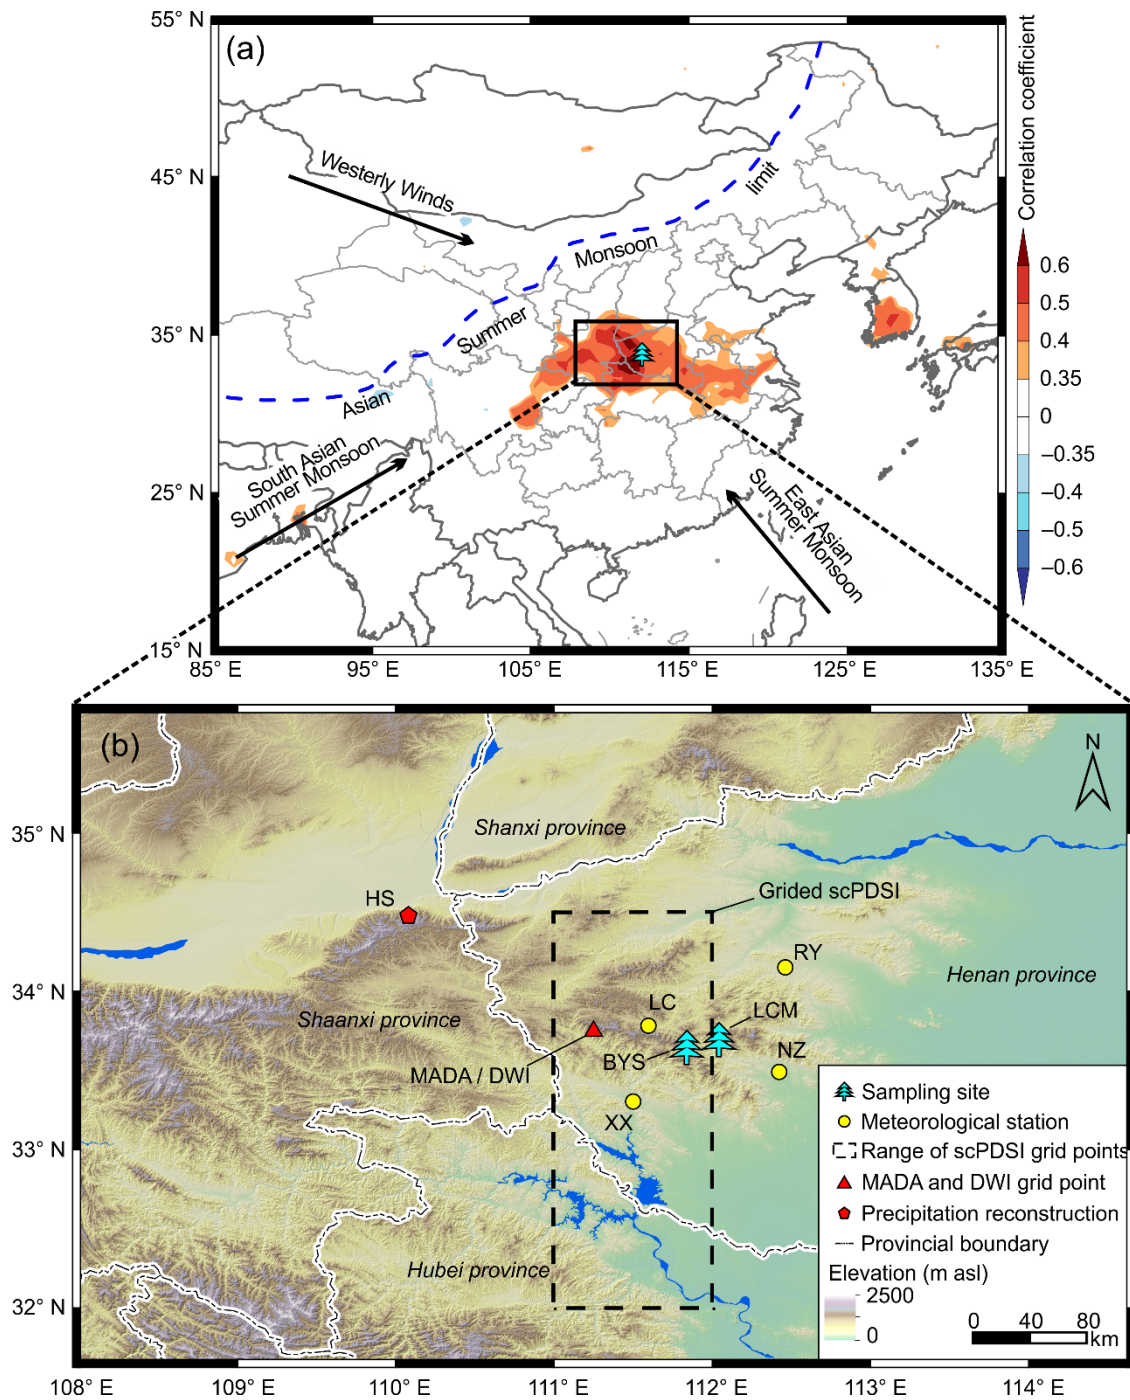 55° N
(a)
45° N
35° N
25° N
15° N
85° E
95° E
105° E
115° E
125° E
135° E
Westerly Winds
limit
Monsoon
Summer
Asian
South Asian
Summer Monsoon
East Asian
Summer Monsoon
Correlation coefficient
0.6
0.5
0.4
0.35
0
–0.35
–0.4
–0.5
–0.6
(b)
N
35° N
34° N
33° N
32° N
108° E
109° E
110° E
111° E
112° E
113° E
114° E
Shanxi province
HS
Grided scPDSI
RY
Henan province
LC
LCM
Shaanxi province
BYS
NZ
MADA / DWI
XX
Hubei province
Sampling site
Meteorological station
Range of scPDSI grid points
MADA and DWI grid point
Precipitation reconstruction
Provincial boundary
Elevation (m asl)
2500
0
0 40 80
km